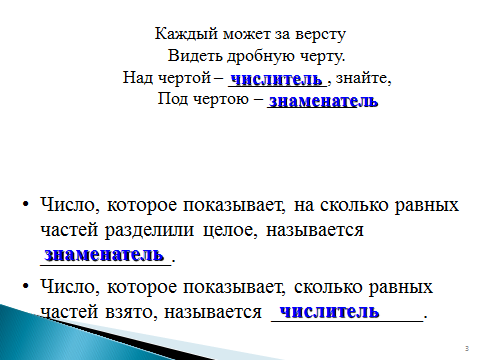 Каждый может за версту
Видеть дробную черту.
Над чертой – числитель, знайте,
Под чертою – знаменатель
• Число, которое показывает, на сколько равных
частей разделили целое, называется
знаменатель.
• Число, которое показывает, сколько равных
частей взято, называется числитель.
3